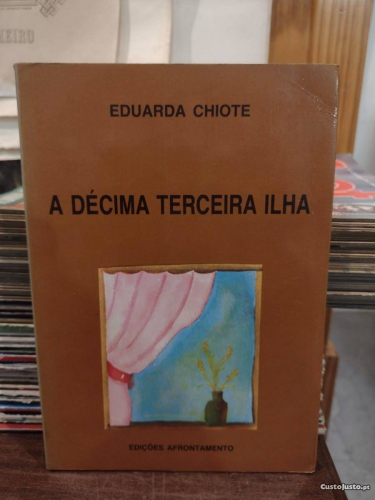 EDUARDA CHIOTE
A DÉCIMA TERCEIRA ILHA
EDIÇÕES AFRONTAMENTO
CustoJusto.pt